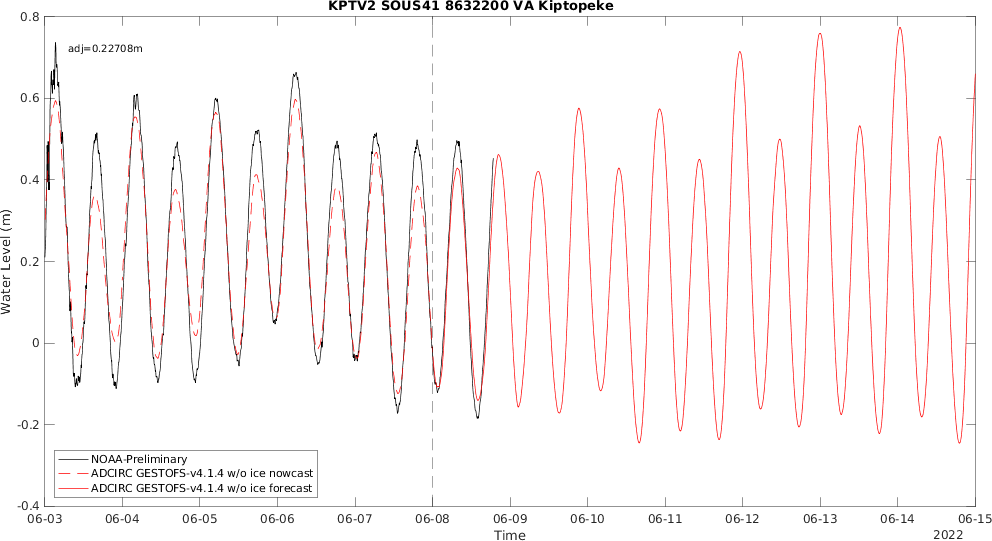 KPTV2 SOUS41 8632200 VA Kiptopeke
adj=0.22708m
0.8
0.6
0.4
0.2
0
-0.2
-0.4
Water Level (m)
NOAA-Preliminary
ADCIRC GESTOFS-v4.1.4 w/o ice nowcast
ADCIRC GESTOFS-v4.1.4 w/o ice forecast
06-03 06-04 06-05 06-06 06-07 06-08 06-09 06-10 06-11 06-12 06-13 06-14 06-15
Time
2022